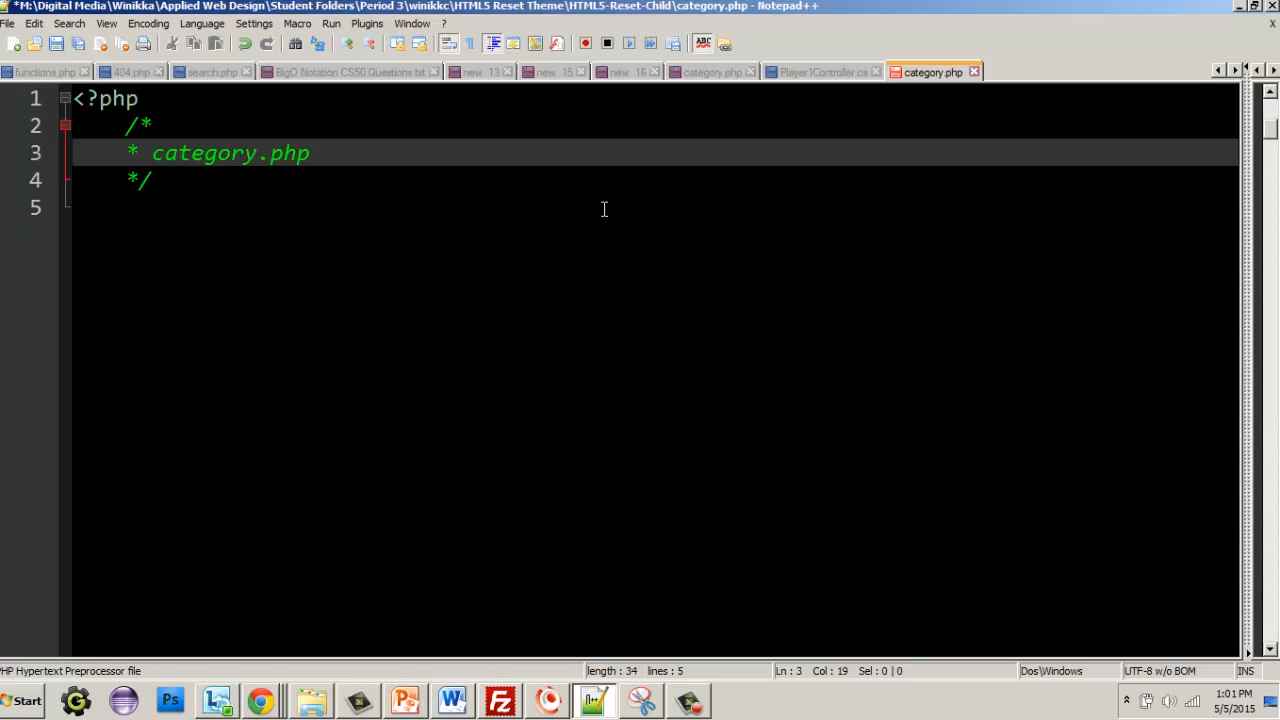 *M:\Digital Media\Winikka\Applied Web Design\Student Folders\Period 3\winikkc\HTML5 Reset Theme\HTML5-Reset-Child\category.php - Notepad++
File Edit Search View Encoding Language Settings Macro Run Plugins Window ? X
ABC
functions.php 404.php search.php BigO Notation CS50 Questions.txt new 13 new 15 new 16 category.php Player1Controller.cs category.php
1 <?php
2 /*
3 * category.php
4 */
5
PHP Hypertext Preprocessor file length : 34 lines : 5 Ln : 3 Col : 19 Sel : 0 | 0 Dos\Windows UTF-8 w/o BOM INS
Start Ps P W Fz N++ 1:01 PM
5/5/2015